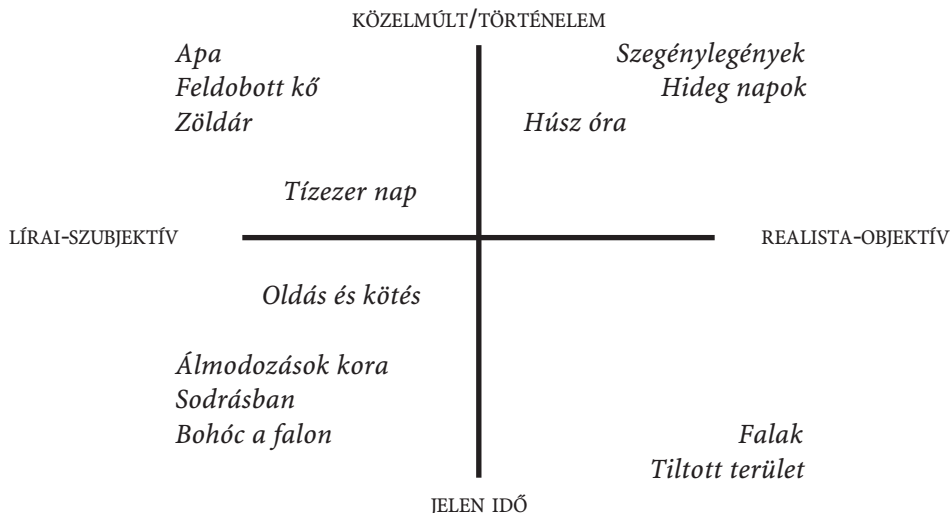 KÖZELMÚLT/TÖRTÉNELEM
Apa
Feldobott kő
Zöldár
Szegénylegények
Hideg napok
Húsz óra
Tízezer nap
LÍRAI-SZUBJEKTÍV
REALISTA-OBJEKTÍV
Oldás és kötés
Álmodozások kora
Sodrásban
Bohóc a falon
Falak
Tiltott terület
JELEN IDŐ